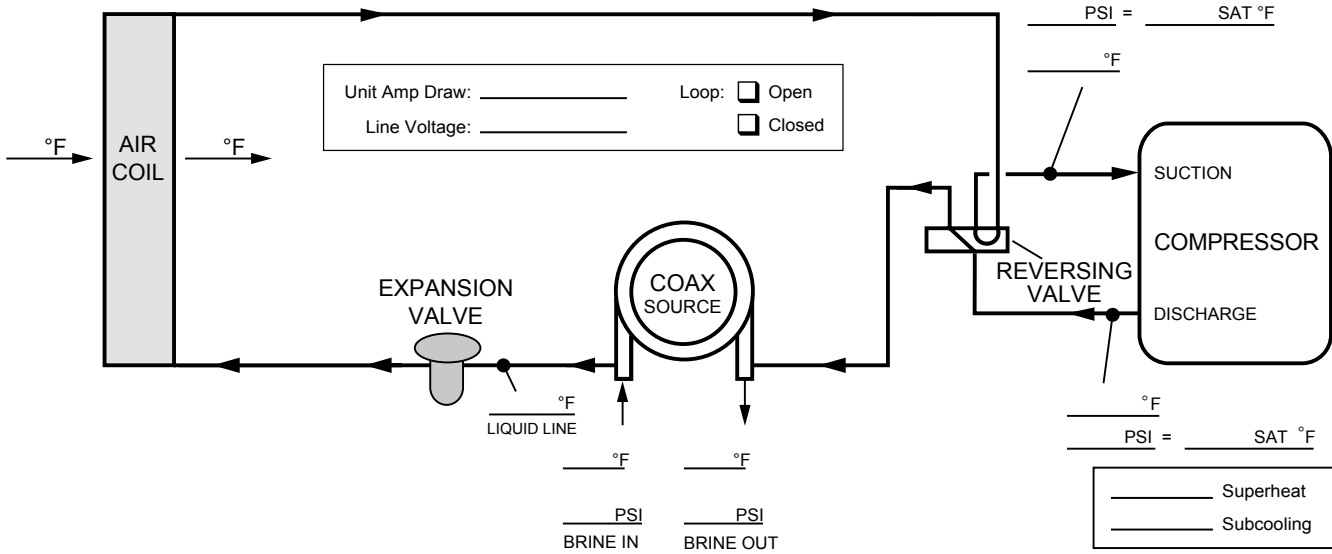 PSI = SAT °F
°F
Unit Amp Draw: Loop: Open
Line Voltage: Closed
°F °F
AIR
COIL
SUCTION
COMPRESSOR
REVERSING
VALVE
DISCHARGE
COAX
SOURCE
EXPANSION
VALVE
°F
LIQUID LINE
°F °F
PSI PSI
BRINE IN BRINE OUT
°F
PSI = SAT °F
Superheat
Subcooling